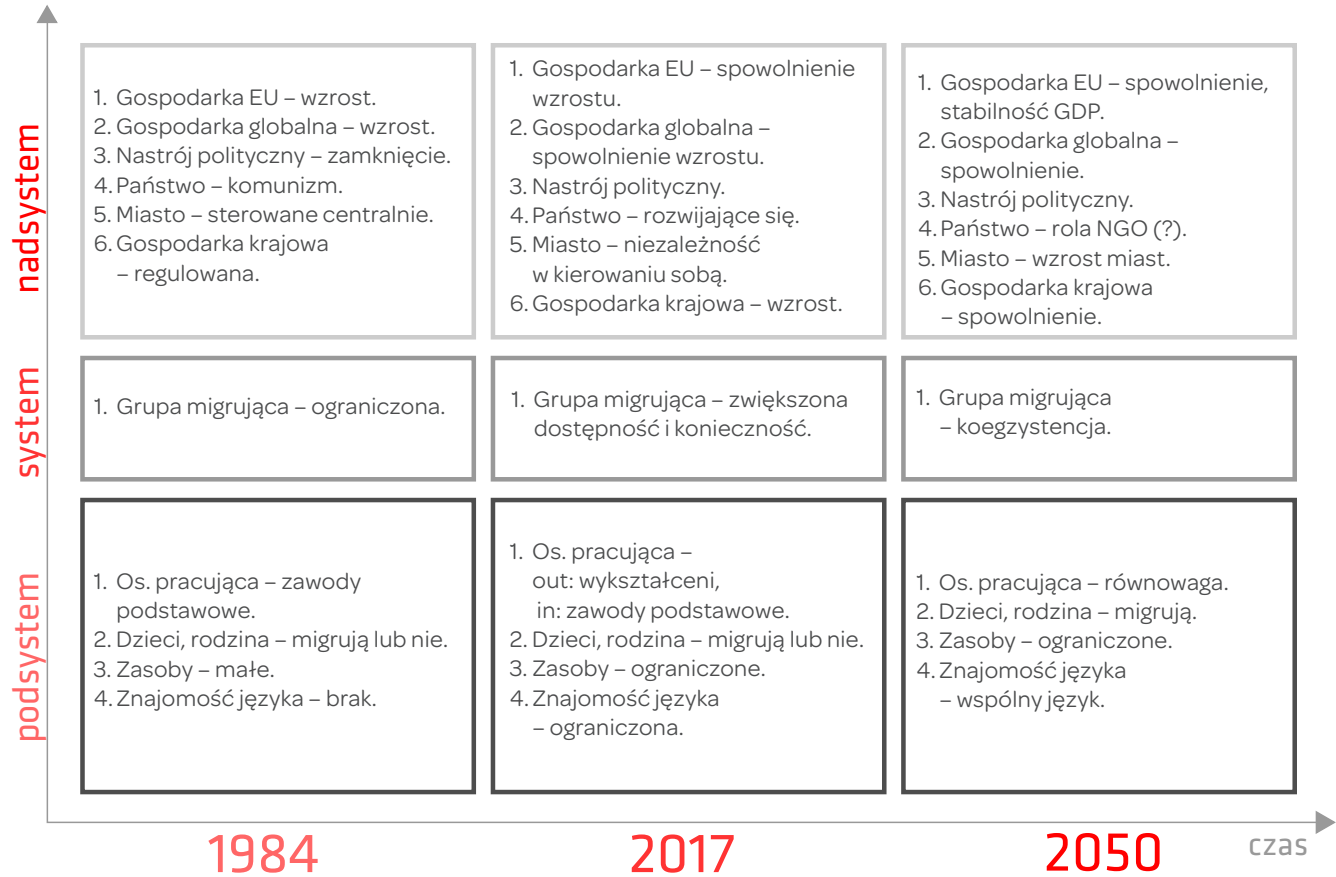 nadsystem
1. Gospodarka EU – wzrost.
2. Gospodarka globalna – wzrost.
3. Nastrój polityczny – zamknięcie.
4. Państwo – komunizm.
5. Miasto – sterowane centralnie.
6. Gospodarka krajowa
– regulowana.
1. Gospodarka EU – spowolnienie
wzrostu.
2. Gospodarka globalna –
spowolnienie wzrostu.
3. Nastrój polityczny.
4. Państwo – rozwijające się.
5. Miasto – niezależność
w kierowaniu sobą.
6. Gospodarka krajowa – wzrost.
1. Gospodarka EU – spowolnienie,
stabilność GDP.
2. Gospodarka globalna –
spowolnienie.
3. Nastrój polityczny.
4. Państwo – rola NGO (?).
5. Miasto – wzrost miast.
6. Gospodarka krajowa
– spowolnienie.
system
1. Grupa migrująca – ograniczona.
1. Grupa migrująca – zwiększona
dostępność i konieczność.
1. Grupa migrująca
– koegzystencja.
podsystem
1. Os. pracująca – zawody
podstawowe.
2. Dzieci, rodzina – migrują lub nie.
3. Zasoby – małe.
4. Znajomość języka – brak.
1. Os. pracująca –
out: wykształceni,
in: zawody podstawowe.
2. Dzieci, rodzina – migrują lub nie.
3. Zasoby – ograniczone.
4. Znajomość języka
– ograniczona.
1. Os. pracująca – równowaga.
2. Dzieci, rodzina – migrują.
3. Zasoby – ograniczone.
4. Znajomość języka
– wspólny język.
1984
2017
2050
czas